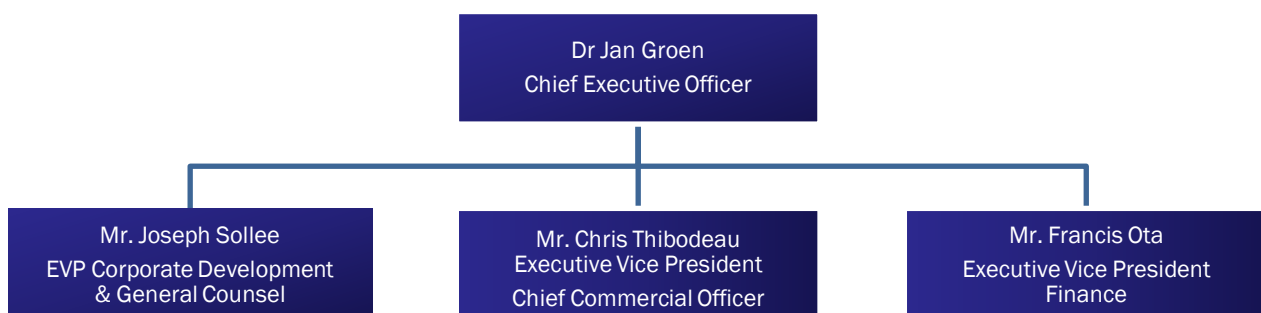 Dr Jan Groen
Chief Executive Officer
Mr. Joseph Sollee
EVP Corporate Development
& General Counsel
Mr. Chris Thibodeau
Executive Vice President
Chief Commercial Officer
Mr. Francis Ota
Executive Vice President
Finance